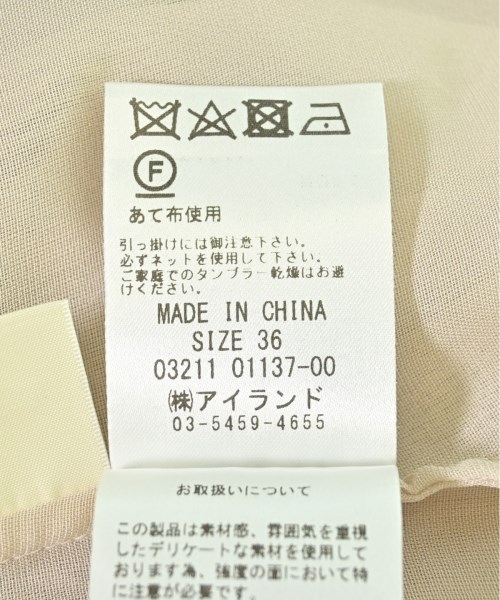 F
あて布使用
引っ掛けには御注意下さい。
必ずネットを使用して下さい。
ご家庭でのタンブラー乾燥はお避
けください。
MADE IN CHINA
SIZE 36
03211 01137-00
㈱アイランド
03-5459-4655
お取扱いについて
この製品は素材感、雰囲気を重視
したデリケートな素材を使用して
おります為、強度の面において特
に注意が必要です。